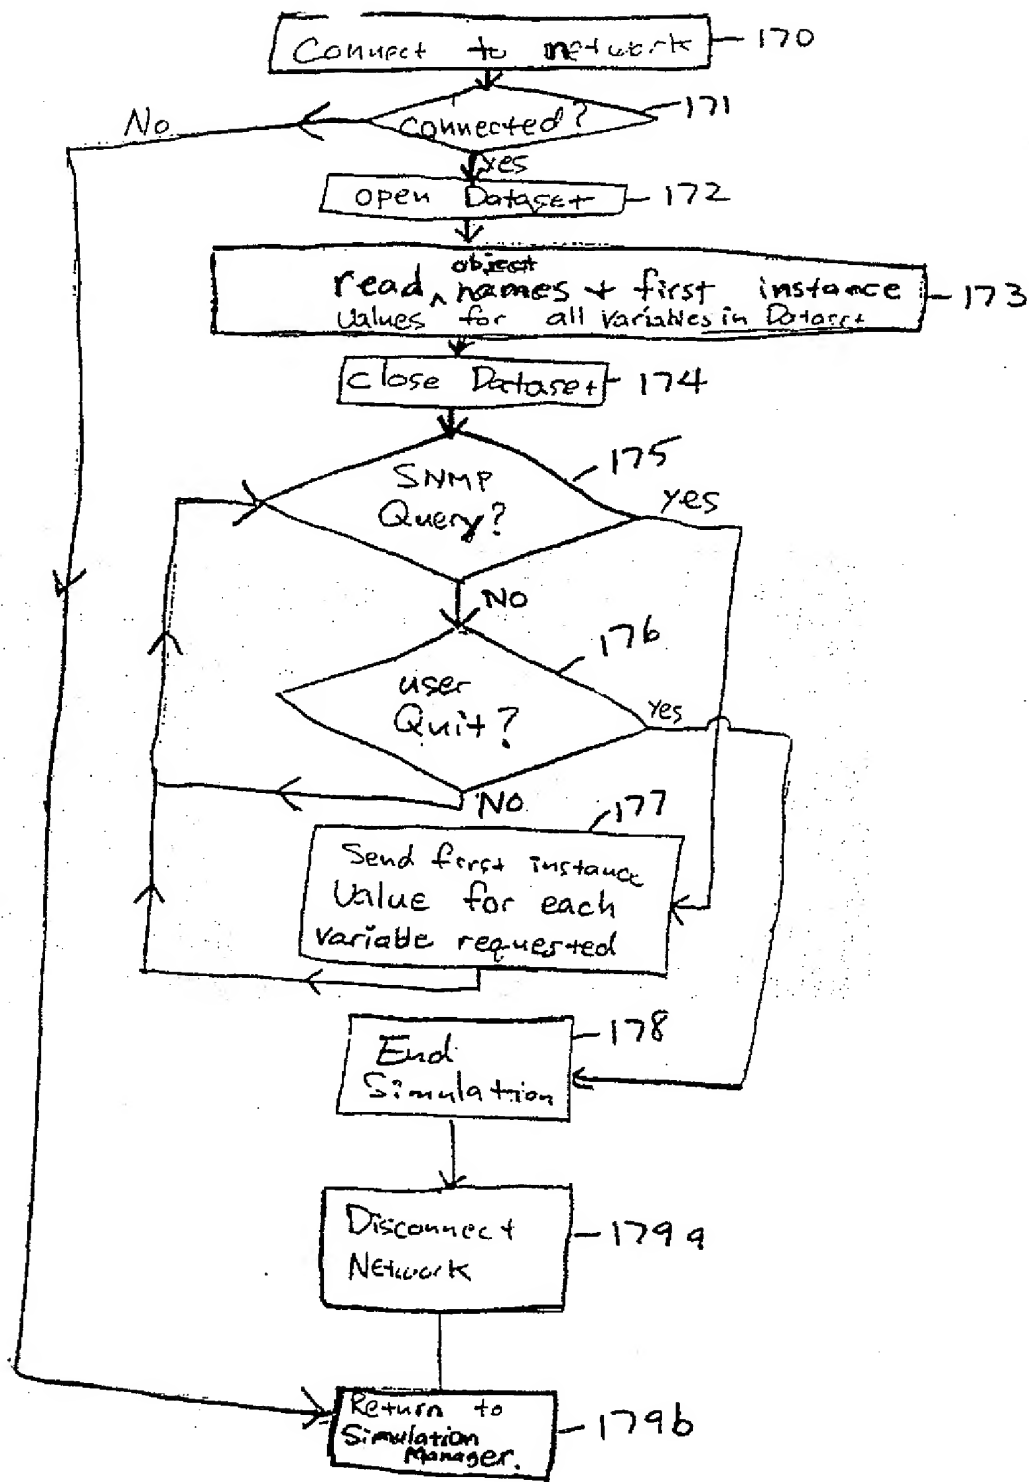 Connect to network
170
connected?
171
No
yes
open Dataset
172
object
read ^ names + first instance
values for all variables in Dataset
173
close Dataset
174
SNMP
Query?
175
yes
NO
176
user
Quit?
yes
NO
177
Send first instance
Value for each
variable requested
178
End
Simulation
Disconnect
Network
179a
Return to
Simulation
Manager.
179b